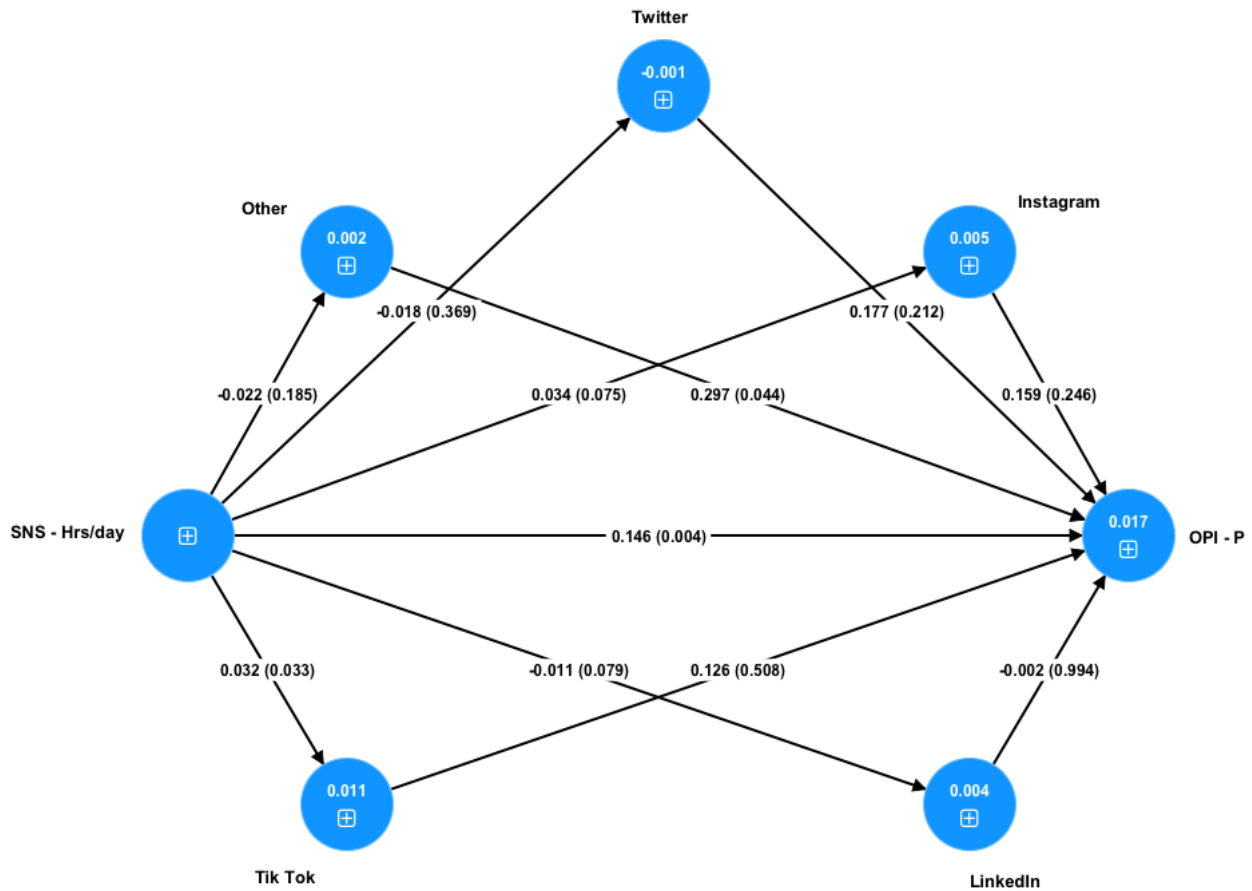 Twitter
-0.001
Other
Instagram
0.002
0.005
-0.018 (0.369)
0.177 (0.212)
-0.022 (0.185)
0.034 (0.075)
0.297 (0.044)
0.159 (0.246)
SNS - Hrs/day
0.146 (0.004)
0.017
OPI - P
0.032 (0.033)
-0.011 (0.079)
0.126 (0.508)
-0.002 (0.994)
0.011
0.004
Tik Tok
LinkedIn